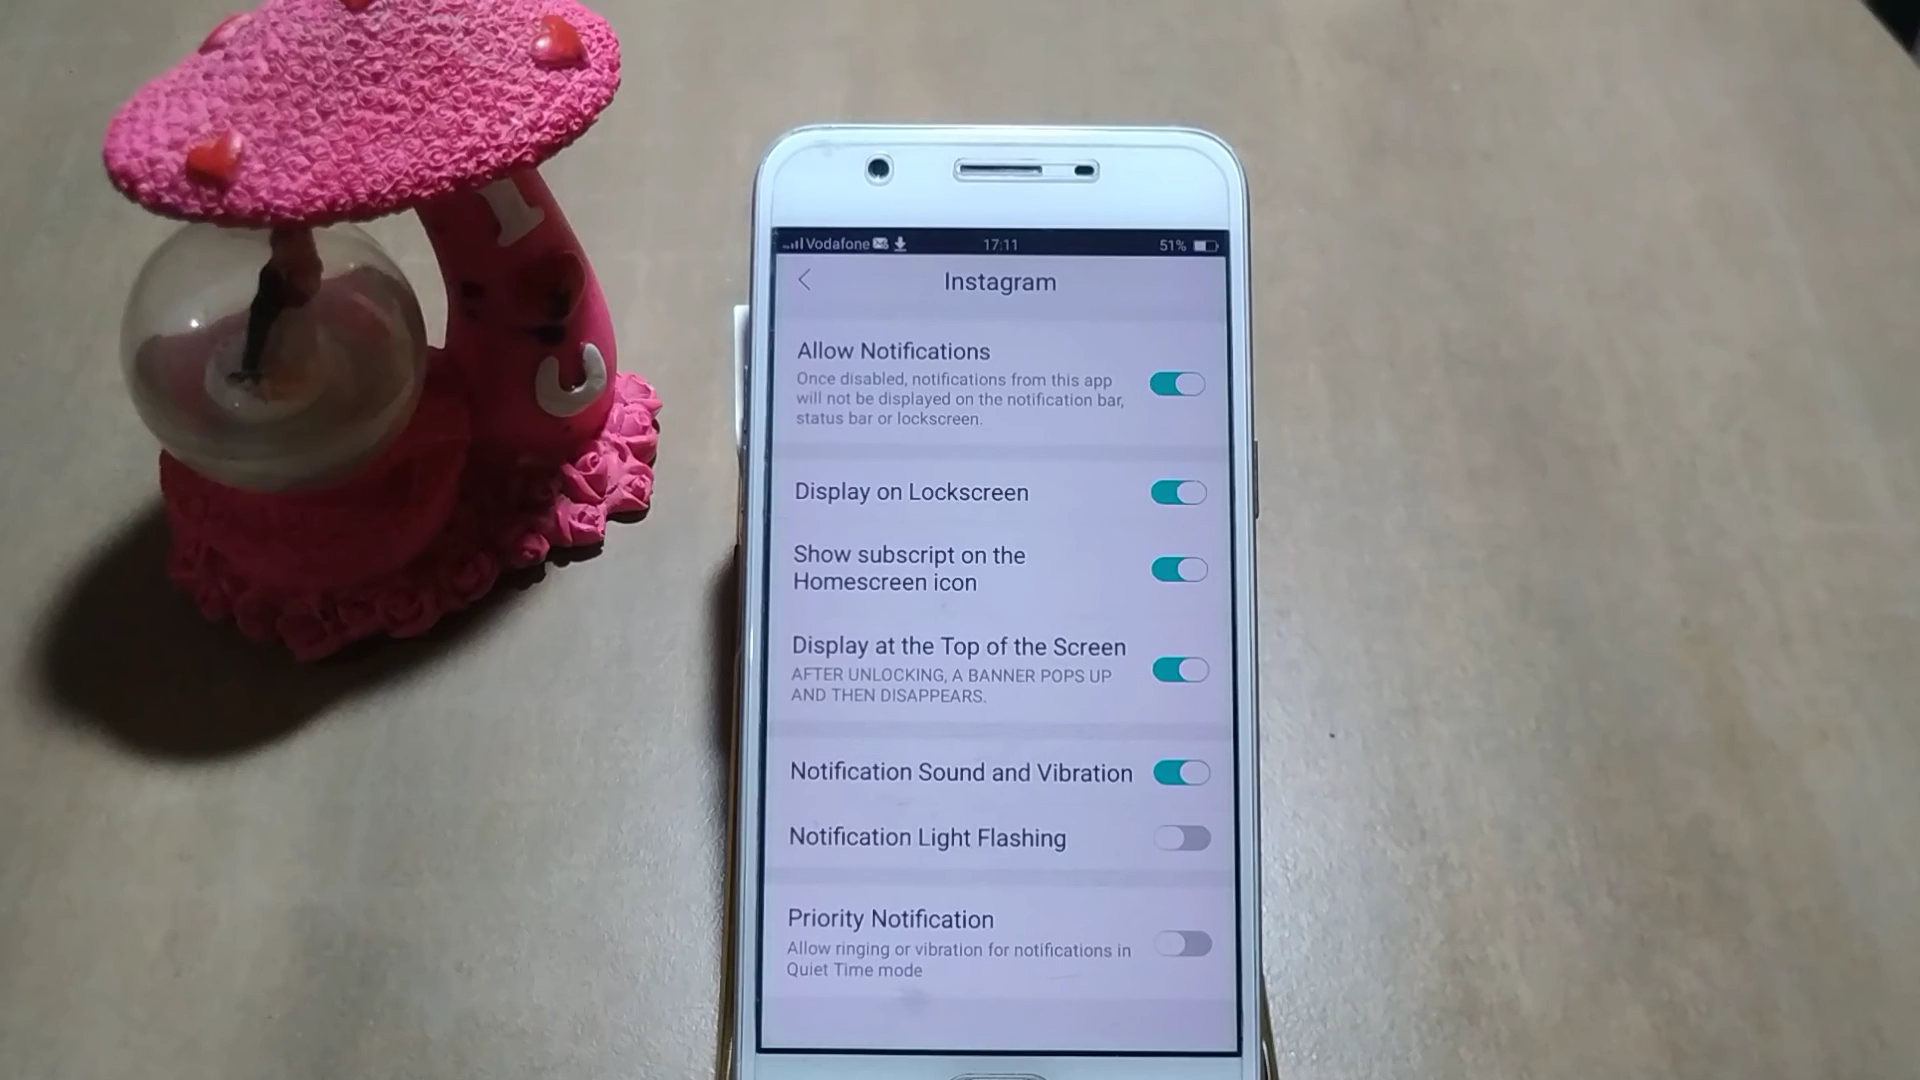 Vodafone 17:11 51%
Instagram
Allow Notifications
Once disabled, notifications from this app
will not be displayed on the notification bar,
status bar or lockscreen.
Display on Lockscreen
Show subscript on the
Homescreen icon
Display at the Top of the Screen
AFTER UNLOCKING, A BANNER POPS UP
AND THEN DISAPPEARS.
Notification Sound and Vibration
Notification Light Flashing
Priority Notification
Allow ringing or vibration for notifications in
Quiet Time mode